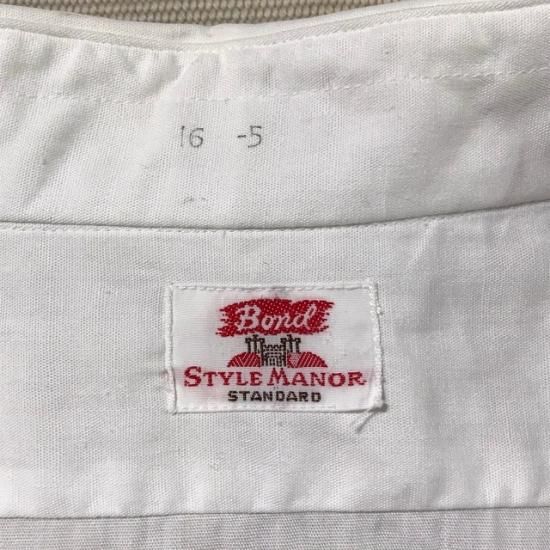 16 -5
Bond
STYLE MANOR
STANDARD